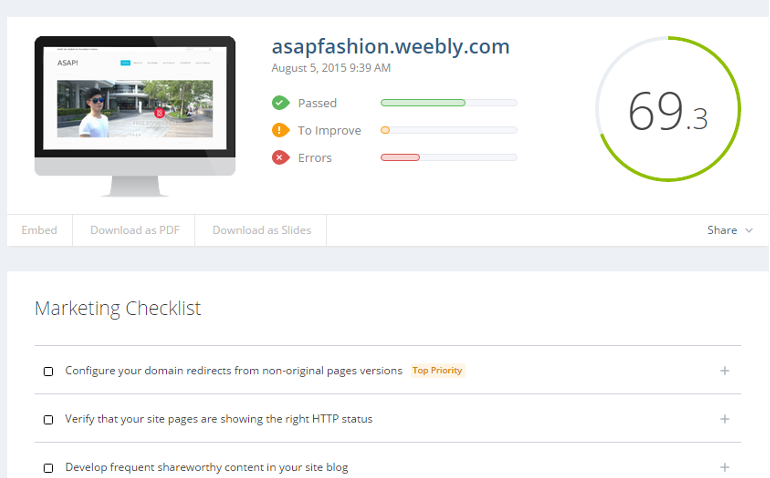 ASAP!
asapfashion.weebly.com
August 5, 2015 9:39 AM
Passed
To Improve
Errors
69.3
Embed
Download as PDF
Download as Slides
Share
Marketing Checklist
Configure your domain redirects from non-original pages versions Top Priority
Verify that your site pages are showing the right HTTP status
Develop frequent shareworthy content in your site blog